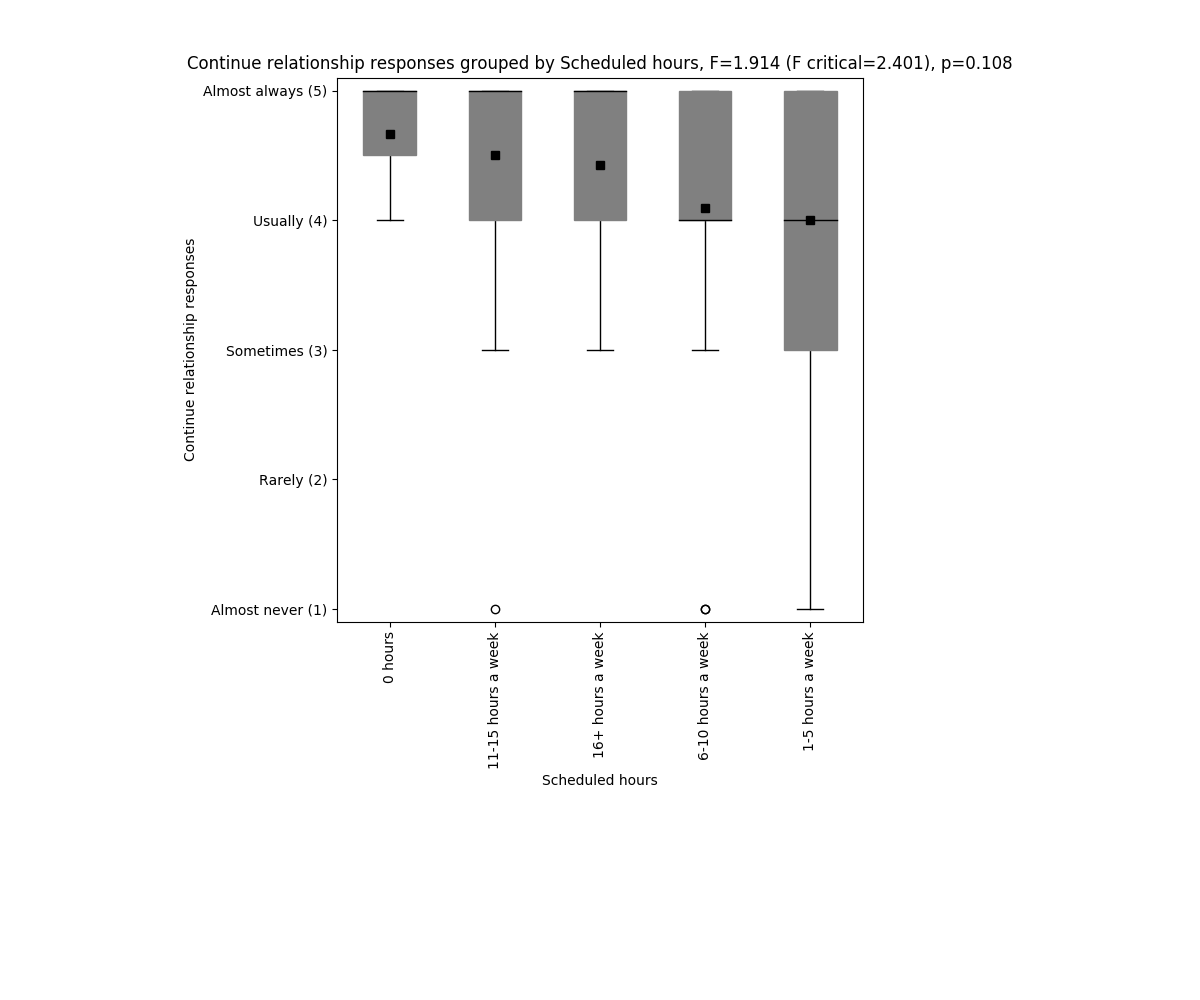 Continue relationship responses grouped by Scheduled hours, F=1.914 (F critical=2.401), p=0.108
Almost always (5)
Usually (4)
Sometimes (3)
Rarely (2)
Almost never (1)
Continue relationship responses
0 hours
11-15 hours a week
16+ hours a week
6-10 hours a week
1-5 hours a week
Scheduled hours